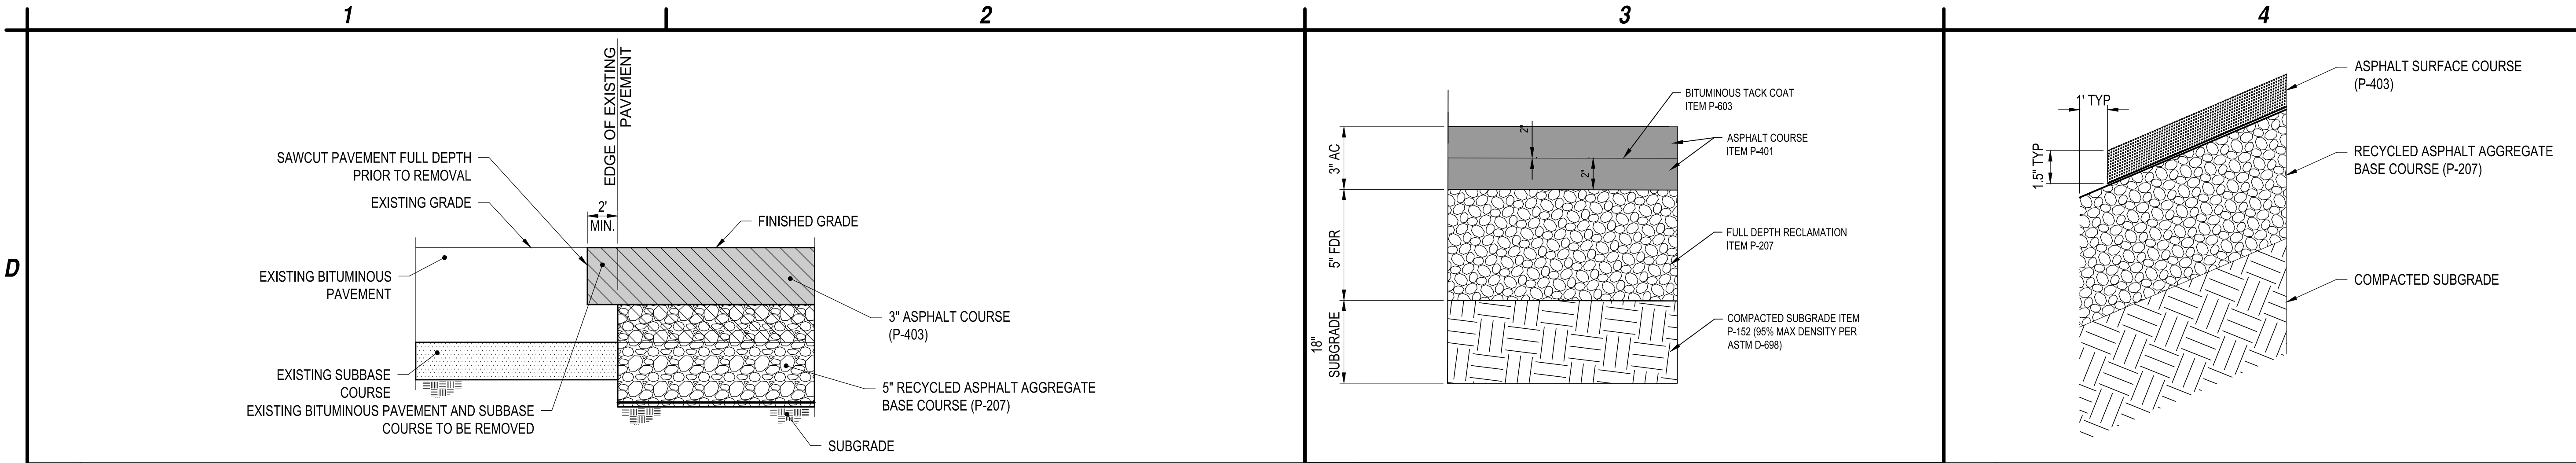 1
2
3
4
D
EDGE OF EXISTING
PAVEMENT
SAWCUT PAVEMENT FULL DEPTH
PRIOR TO REMOVAL
EXISTING GRADE
2'
MIN.
FINISHED GRADE
EXISTING BITUMINOUS
PAVEMENT
3" ASPHALT COURSE
(P-403)
EXISTING SUBBASE
COURSE
EXISTING BITUMINOUS PAVEMENT AND SUBBASE
COURSE TO BE REMOVED
5" RECYCLED ASPHALT AGGREGATE
BASE COURSE (P-207)
SUBGRADE
BITUMINOUS TACK COAT
ITEM P-603
2"
ASPHALT COURSE
ITEM P-401
3" AC
2"
5" FDR
FULL DEPTH RECLAMATION
ITEM P-207
18"
SUBGRADE
COMPACTED SUBGRADE ITEM
P-152 (95% MAX DENSITY PER
ASTM D-698)
1' TYP
1.5" TYP
ASPHALT SURFACE COURSE
(P-403)
RECYCLED ASPHALT AGGREGATE
BASE COURSE (P-207)
COMPACTED SUBGRADE